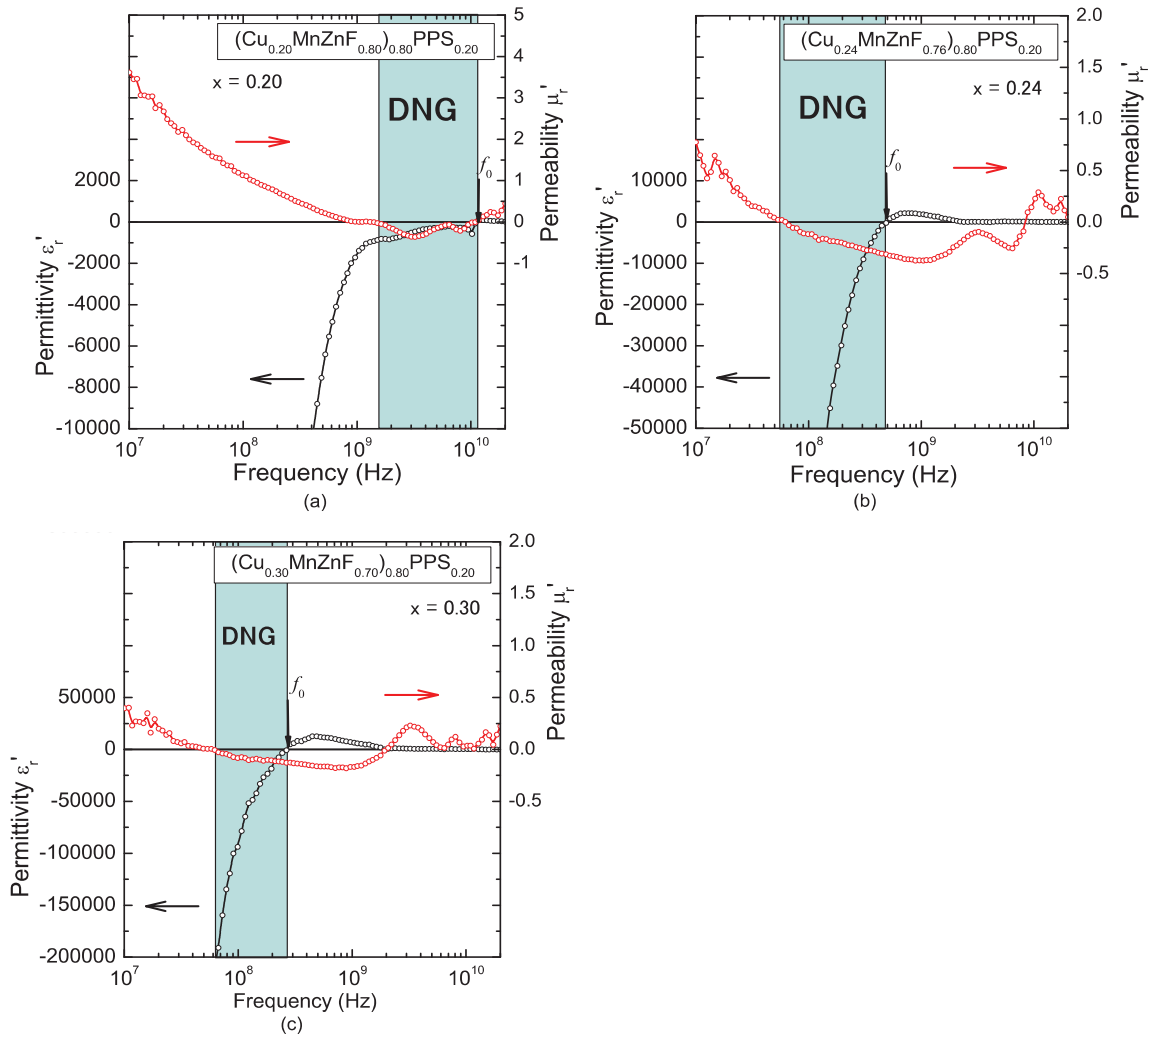 (Cu0.20MnZnF0.80)0.80PPS0.20
x = 0.20
DNG
f0
5
4
3
2
1
0
-1
Permeability μr'
2000
0
-2000
-4000
-6000
-8000
-10000
Permittivity εr'
10^7
10^8
10^9
10^10
Frequency (Hz)
(a)
(Cu0.24MnZnF0.76)0.80PPS0.20
x = 0.24
DNG
f0
2.0
1.5
1.0
0.5
0.0
-0.5
Permeability μr'
10000
0
-10000
-20000
-30000
-40000
-50000
Permittivity εr'
10^7
10^8
10^9
10^10
Frequency (Hz)
(b)
(Cu0.30MnZnF0.70)0.80PPS0.20
x = 0.30
DNG
f0
2.0
1.5
1.0
0.5
0.0
-0.5
Permeability μr'
50000
0
-50000
-100000
-150000
-200000
Permittivity εr'
10^7
10^8
10^9
10^10
Frequency (Hz)
(c)